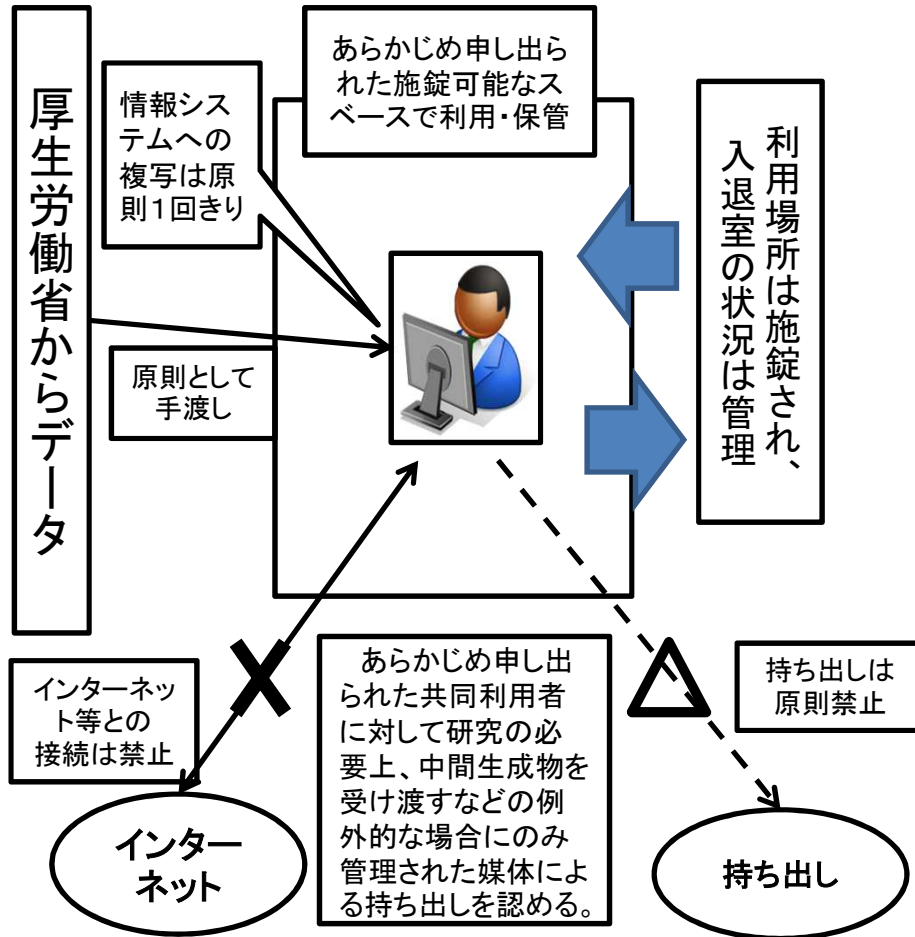 あらかじめ申し出ら
れた施錠可能なス
ペースで利用・保管
厚生労働省からデータ
情報シス
テムへの
複写は原
則１回きり
利用場所は施錠され、
入退室の状況は管理
原則として
手渡し
インターネッ
ト等との
接続は禁止
あらかじめ申し出
られた共同利用者
に対して研究の必
要上、中間生成物を
受け渡すなどの例
外的な場合にのみ
管理された媒体によ
る持ち出しを認める。
持ち出しは
原則禁止
インター
ネット
持ち出し